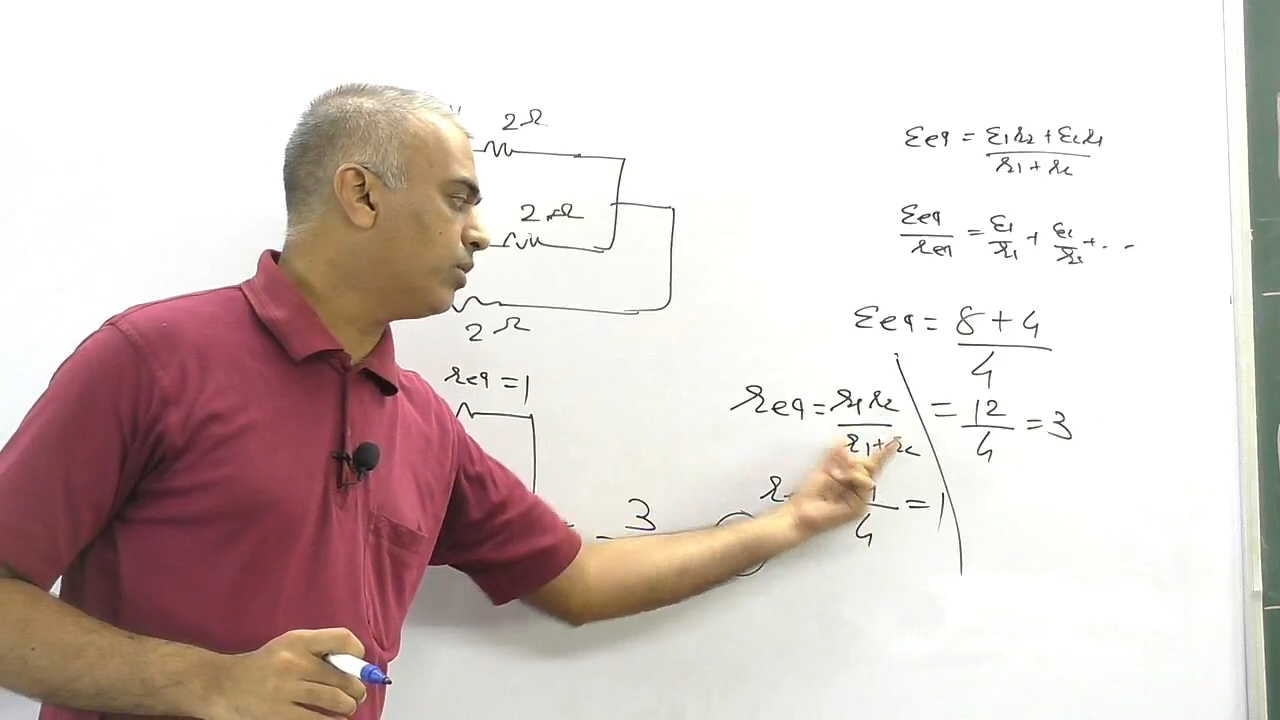 2Ω
2Ω
2Ω
req = 1
3
εeq = ε1r2 + ε2r1 / r1 + r2
εeq / req = ε1 / r1 + ε2 / r2 + ...
εeq = 8 + 4 / 4
= 12 / 4 = 3
req = r1r2 / r1 + r2
4 = 1